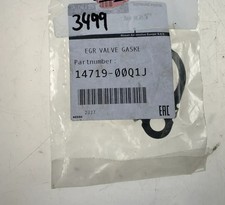 3499
EGR VALVE GASKE
Partnumber
14719-00Q1J
EAC